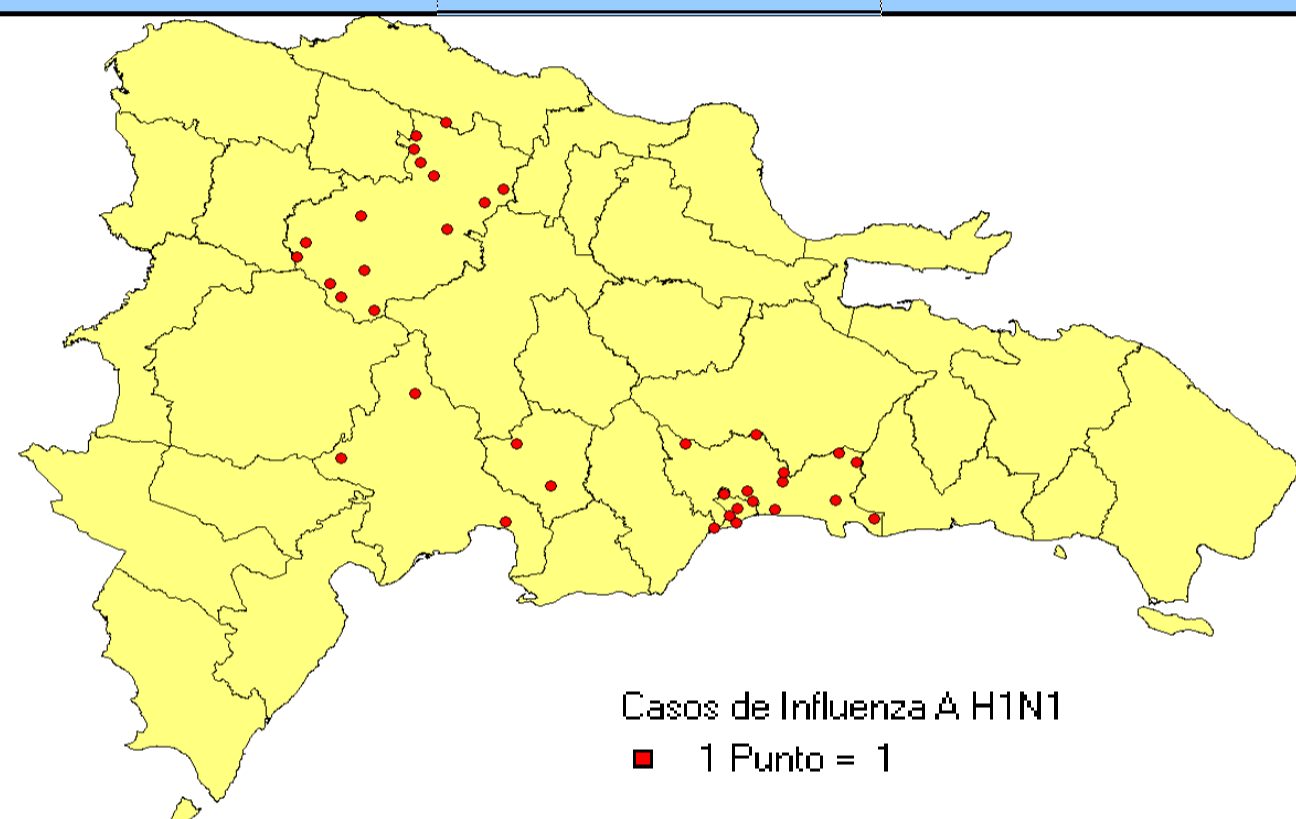 Casos de Influenza A H1N1
1 Punto = 1